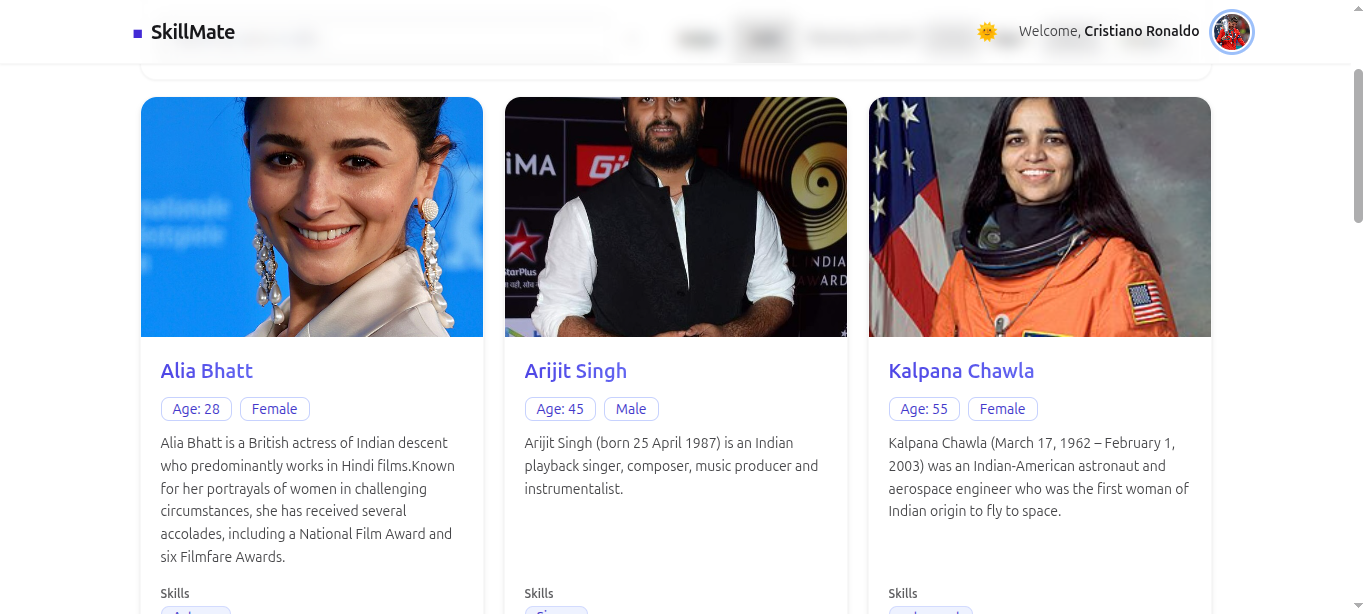 SkillMate
Welcome, Cristiano Ronaldo
iMA
Gi
StarPlus
INDIA
Alia Bhatt
Age: 28 Female
Alia Bhatt is a British actress of Indian descent
who predominantly works in Hindi films.Known
for her portrayals of women in challenging
circumstances, she has received several
accolades, including a National Film Award and
six Filmfare Awards.
Skills
Arijit Singh
Age: 45 Male
Arijit Singh (born 25 April 1987) is an Indian
playback singer, composer, music producer and
instrumentalist.
Skills
Kalpana Chawla
Age: 55 Female
Kalpana Chawla (March 17, 1962 – February 1,
2003) was an Indian-American astronaut and
aerospace engineer who was the first woman of
Indian origin to fly to space.
Skills